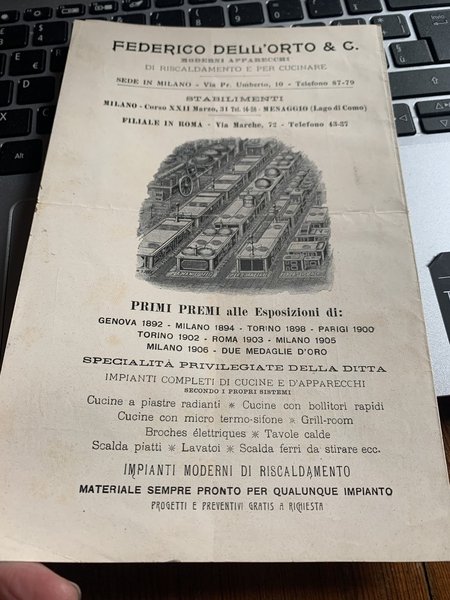 FEDERICO DELL'ORTO & C.
MODERNI APPARECCHI
DI RISCALDAMENTO E PER CUCINARE
SEDE IN MILANO - Via Pr. Umberto, 10 - Telefono 87-79
STABILIMENTI
MILANO - Corso XXII Marzo, 31 Tel. 14-28 - MENAGGIO (Lago di Como)
FILIALE IN ROMA - Via Marche, 72 - Telefono 43-37
PRIMI PREMI alle Esposizioni di:
GENOVA 1892 - MILANO 1894 - TORINO 1898 - PARIGI 1900
TORINO 1902 - ROMA 1903 - MILANO 1905
MILANO 1906 - DUE MEDAGLIE D'ORO
SPECIALITÀ PRIVILEGIATE DELLA DITTA
IMPIANTI COMPLETI DI CUCINE E D'APPARECCHI
SECONDO I PROPRI SISTEMI
Cucine a piastre radianti ※ Cucine con bollitori rapidi
Cucine con micro termo-sifone ※ Grill-room
Broches élettriques ※ Tavole calde
Scalda piatti ※ Lavatoi ※ Scalda ferri da stirare ecc.
IMPIANTI MODERNI DI RISCALDAMENTO
MATERIALE SEMPRE PRONTO PER QUALUNQUE IMPIANTO
PROGETTI E PREVENTIVI GRATIS A RICHIESTA